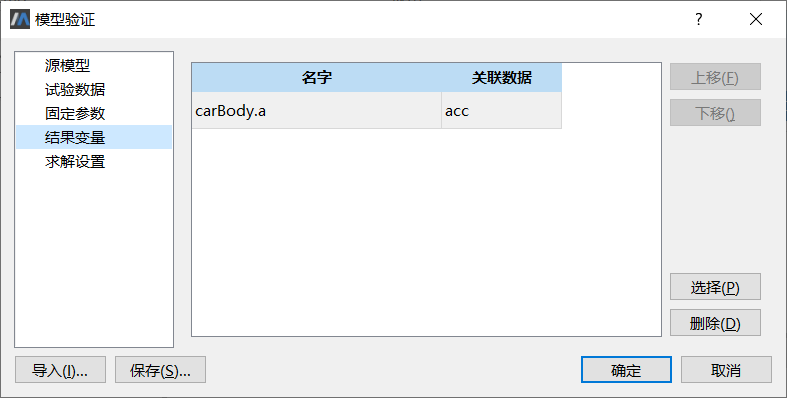 模型验证
?
源模型
试验数据
固定参数
结果变量
求解设置
名字 关联数据
carBody.a acc
上移(F)
下移()
选择(P)
删除(D)
导入(I)... 保存(S)... 确定 取消